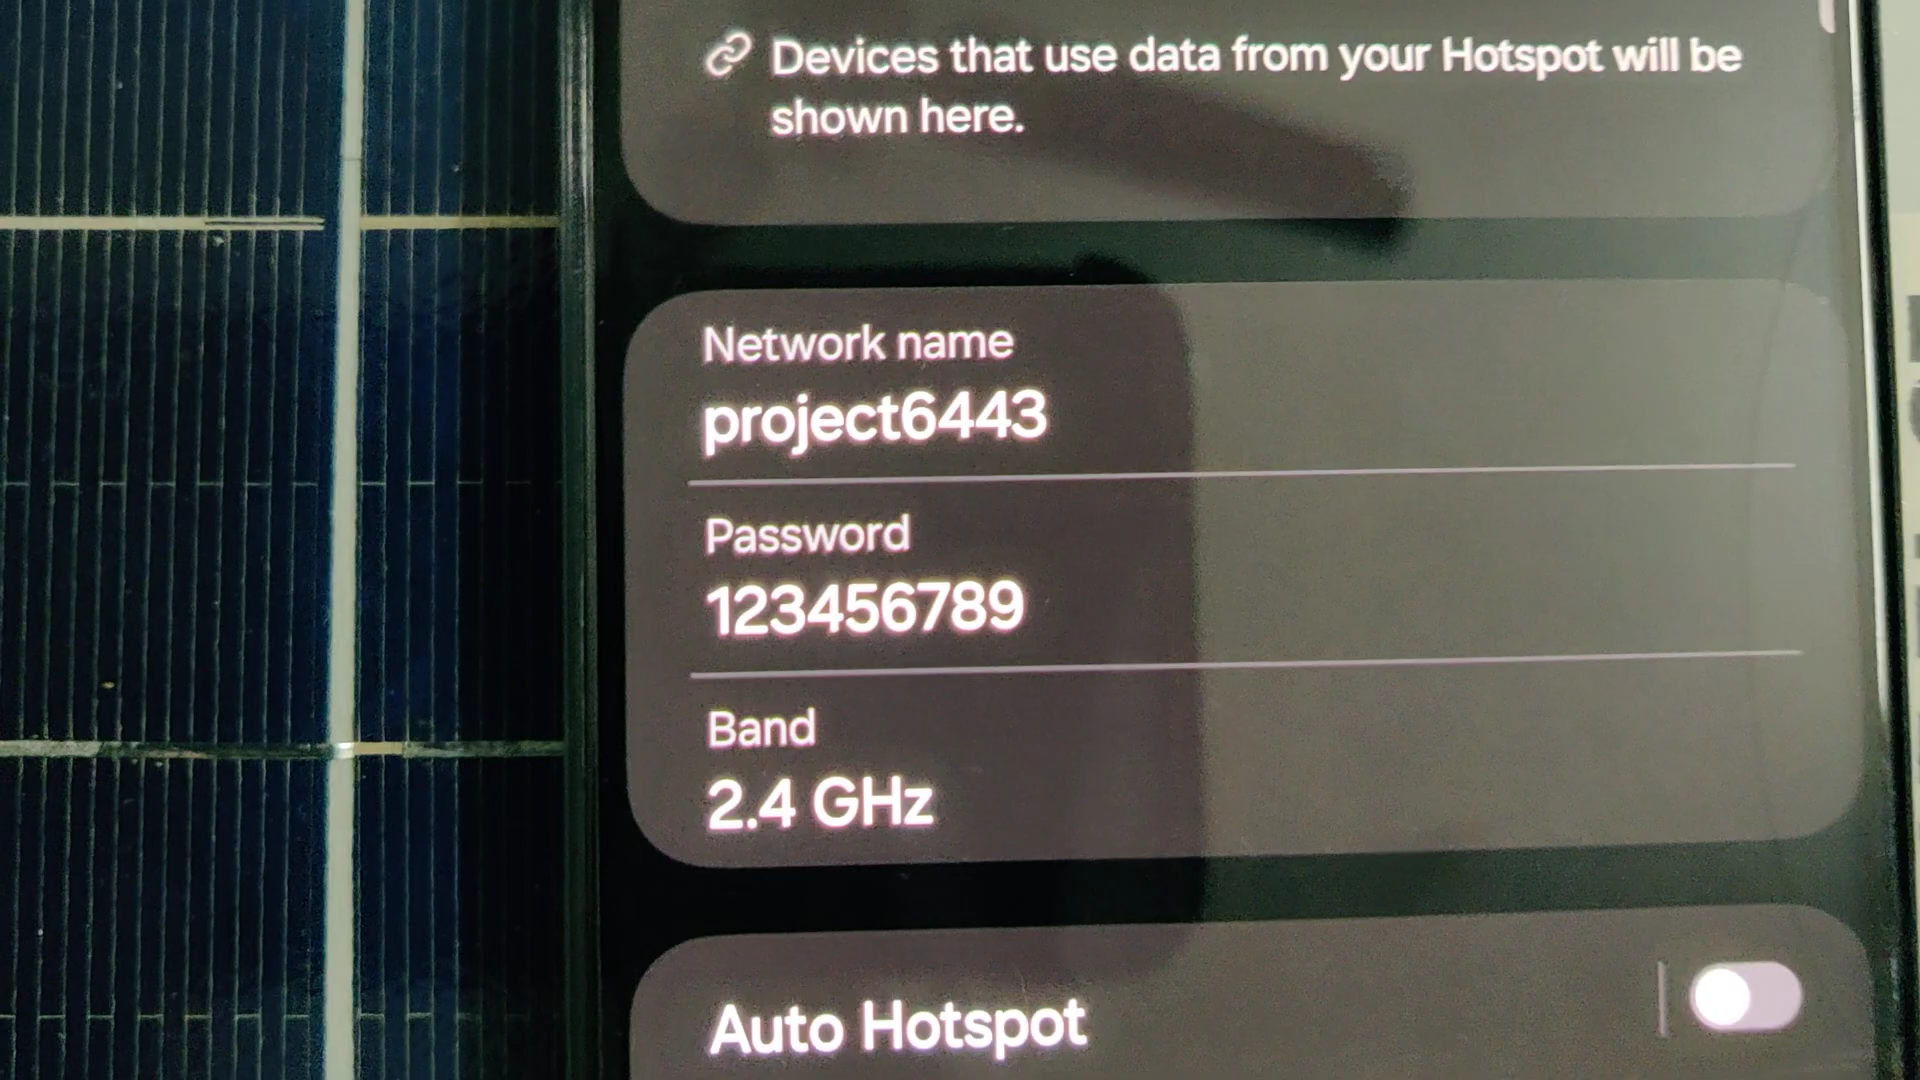 Devices that use data from your Hotspot will be
shown here.
Network name
project6443
Password
123456789
Band
2.4 GHz
Auto Hotspot